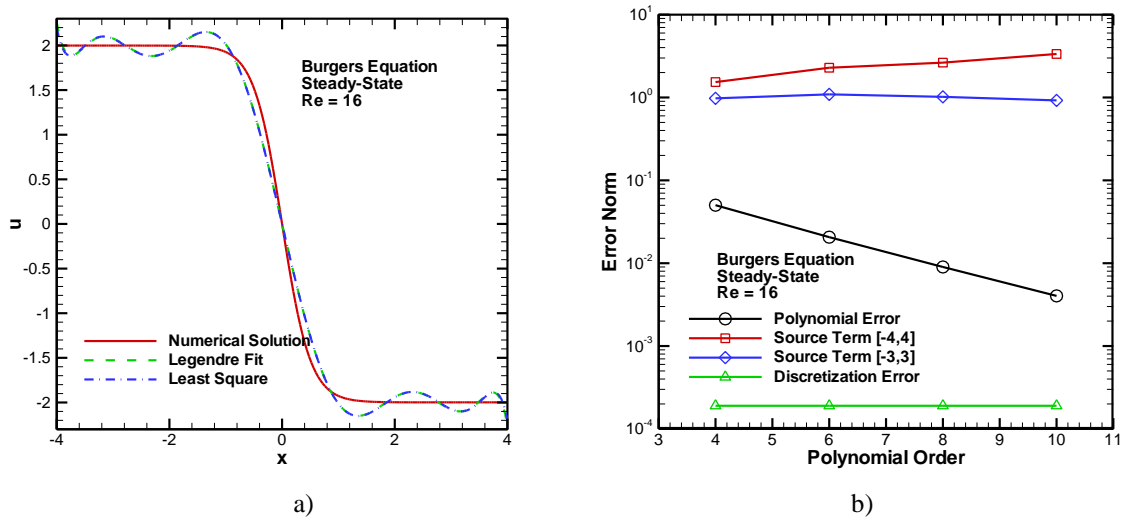 u
2
1.5
1
0.5
0
-0.5
-1
-1.5
-2
-4
-2
0
2
4
x
Burgers Equation
Steady-State
Re = 16
Numerical Solution
Legendre Fit
Least Square
a)
Error Norm
10^1
10^0
10^-1
10^-2
10^-3
10^-4
3
4
5
6
7
8
9
10
11
Polynomial Order
Burgers Equation
Steady-State
Re = 16
Polynomial Error
Source Term [-4,4]
Source Term [-3,3]
Discretization Error
b)